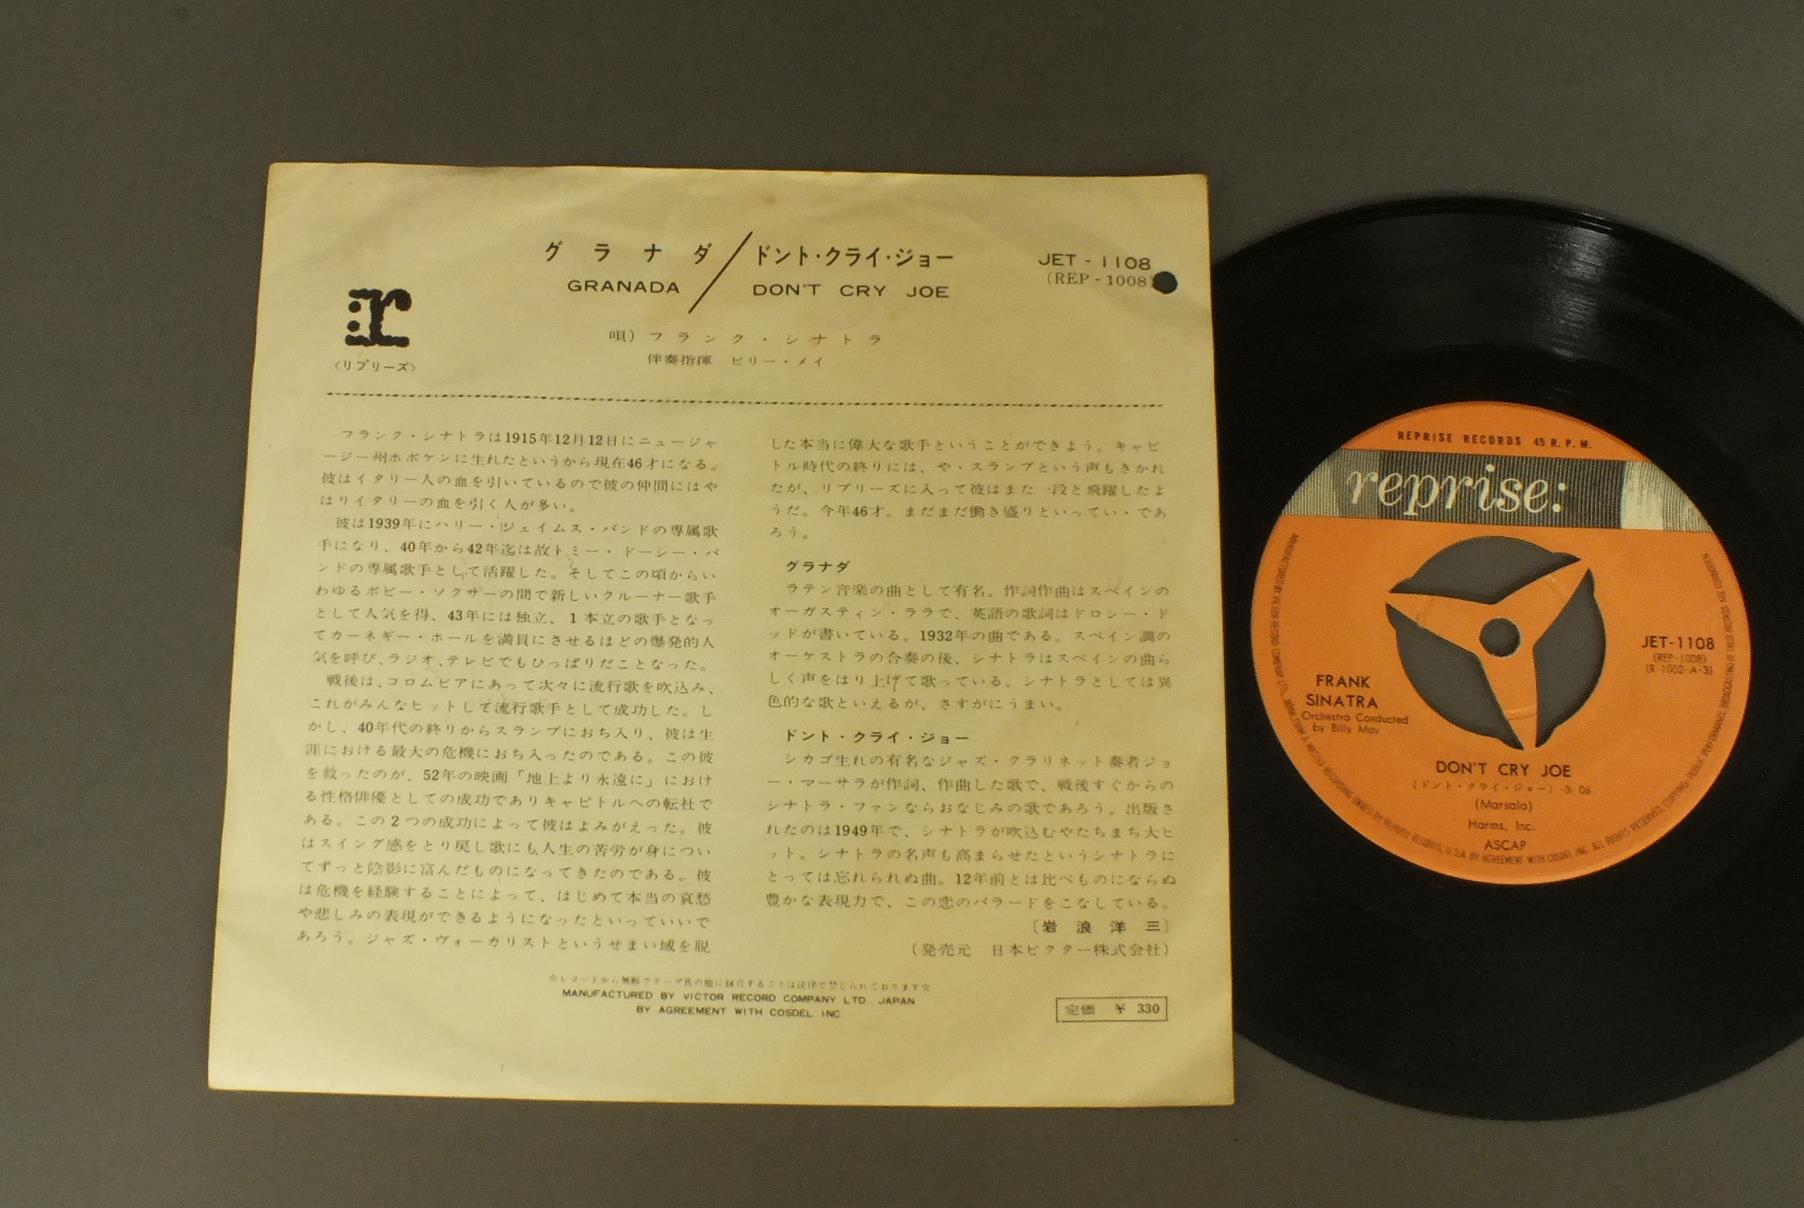 グラナダ/ドント・クライ・ジョー
GRANADA / DON'T CRY JOE
JET - 1108
(REP - 1008)
r:
〈リプリーズ〉
唄) フランク・シナトラ
伴奏指揮 ビリー・メイ
フランク・シナトラは1915年12月12日にニュージャ
ージー州ホボケンに生れたというから現在46才になる。
彼はイタリー人の血を引いているので彼の仲間にはや
はりイタリーの血を引く人が多い。
彼は1939年にハリー・ジェイムス・バンドの専属歌
手になり、40年から42年迄は故トミー・ドーシー・バ
ンドの専属歌手として活躍した。そしてこの頃からい
わゆるボビー・ソクサーの間で新しいクルーナー歌手
として人気を得、43年には独立、1本立の歌手となっ
てカーネギー・ホールを満員にさせるほどの爆発的人
気を呼び、ラジオ、テレビでもひっぱりだことなった。
戦後は、コロムビアにあって次々に流行歌を吹込み、
これがみんなヒットして流行歌手として成功した。し
かし、40年代の終りからスランプにおち入り、彼は生
涯における最大の危機におち入ったのである。この彼
を救ったのが、52年の映画「地上より永遠に」におけ
る性格俳優としての成功でありキャピトルへの転社で
ある。この2つの成功によって彼はよみがえった。彼
はスイング感をとり戻し歌にも人生の苦労が身につい
てずっと陰影に富んだものになってきたのである。彼
は危機を経験することによって、はじめて本当の哀愁
や悲しみの表現ができるようになったといっていいで
あろう。ジャズ・ヴォーカリストというせまい域を脱
した本当に偉大な歌手ということができよう。キャピ
トル時代の終りには、や・スランプという声もきかれ
たが、リプリーズに入って彼はまた一段と飛躍したよ
うだ。今年46才。まだまだ働き盛りといってい・であ
ろう。
グラナダ
ラテン音楽の曲として有名。作詞作曲はスペインの
オーガスティン・ララで、英語の歌詞はドロシー・ド
ッドが書いている。1932年の曲である。スペイン調の
オーケストラの合奏の後、シナトラはスペインの曲ら
しく声をはり上げて歌っている。シナトラとしては異
色的な歌といえるが、さすがにうまい。
ドント・クライ・ジョー
シカゴ生れの有名なジャズ・クラリネット奏者ジョ
ー・マーサラが作詞、作曲した歌で、戦後すぐからの
シナトラ・ファンならおなじみの歌であろう。出版さ
れたのは1949年で、シナトラが吹込むやたちまち大ヒ
ット。シナトラの名声も高まらせたというシナトラに
とっては忘れられぬ曲。12年前とは比べものにならぬ
豊かな表現力で、この恋のバラードをこなしている。
〔岩浪洋三〕
(発売元 日本ビクター株式会社)
☆レコードから無断でテープ其の他に録音することは法律で禁じられております☆
MANUFACTURED BY VICTOR RECORD COMPANY LTD., JAPAN
BY AGREEMENT WITH COSDEL INC.
定価 ¥ 330
REPRISE RECORDS 45 R.P.M.
reprise:
JET-1108
(REP-1008)
(R-1002-A-3)
FRANK
SINATRA
Orchestra Conducted
by Billy May
DON'T CRY JOE
(ドント・クライ・ジョー)-3:06
(Marsala)
Harms, Inc.
ASCAP